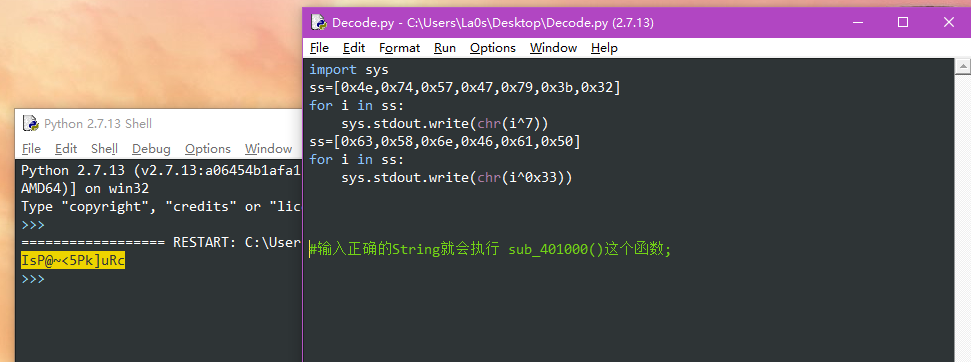 Decode.py - C:\Users\La0s\Desktop\Decode.py (2.7.13)
File Edit Format Run Options Window Help
import sys
ss=[0x4e,0x74,0x57,0x47,0x79,0x3b,0x32]
for i in ss:
    sys.stdout.write(chr(i^7))
ss=[0x63,0x58,0x6e,0x46,0x61,0x50]
for i in ss:
    sys.stdout.write(chr(i^0x33))
#输入正确的String就会执行 sub_401000()这个函数;
Python 2.7.13 Shell
File Edit Shell Debug Options Window
Python 2.7.13 (v2.7.13:a06454b1afa1
AMD64)] on win32
Type "copyright", "credits" or "lic
>>>
================== RESTART: C:\User
IsP@~<5Pk]uRc
>>>